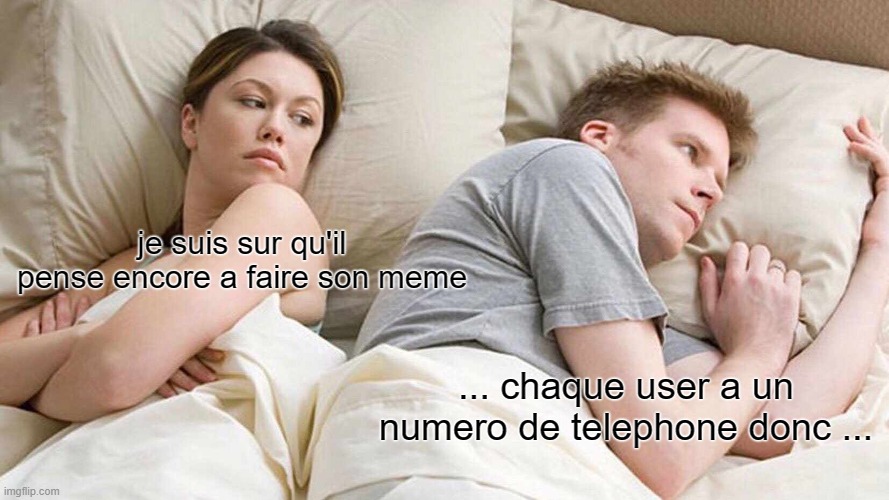 je suis sur qu'il
pense encore a faire son meme
... chaque user a un
numero de telephone donc ...
imgflip.com